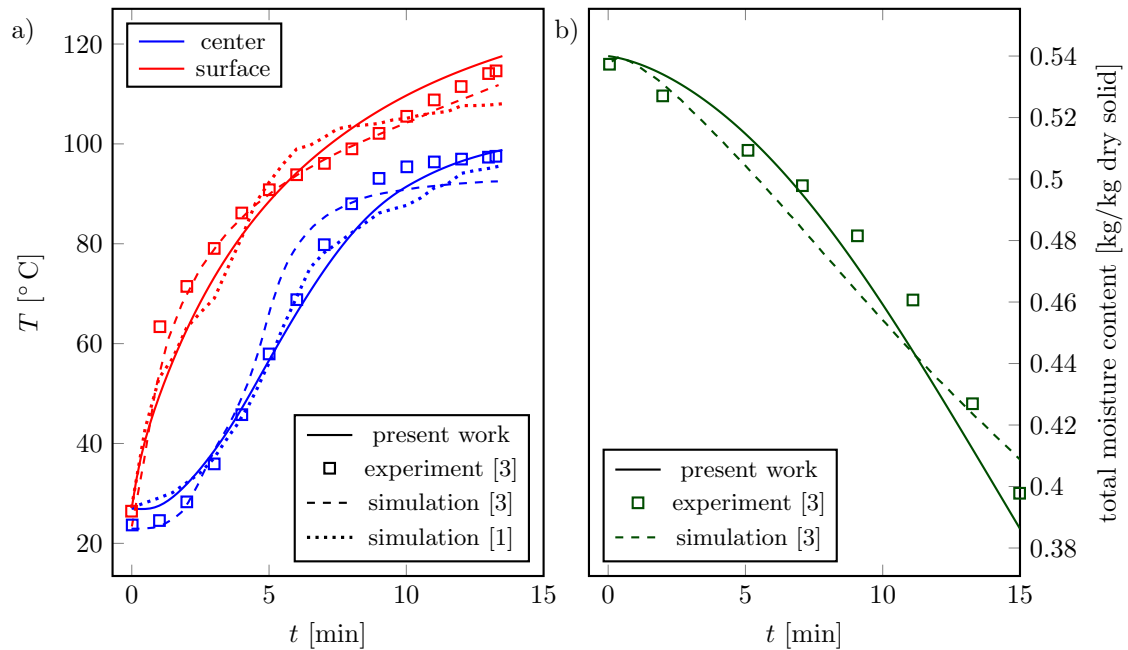 a)
center
surface
120
100
80
60
40
20
T [°C]
present work
experiment [3]
simulation [3]
simulation [1]
0
5
10
15
t [min]
b)
0.54
0.52
0.5
0.48
0.46
0.44
0.42
0.4
0.38
total moisture content [kg/kg dry solid]
present work
experiment [3]
simulation [3]
0
5
10
15
t [min]